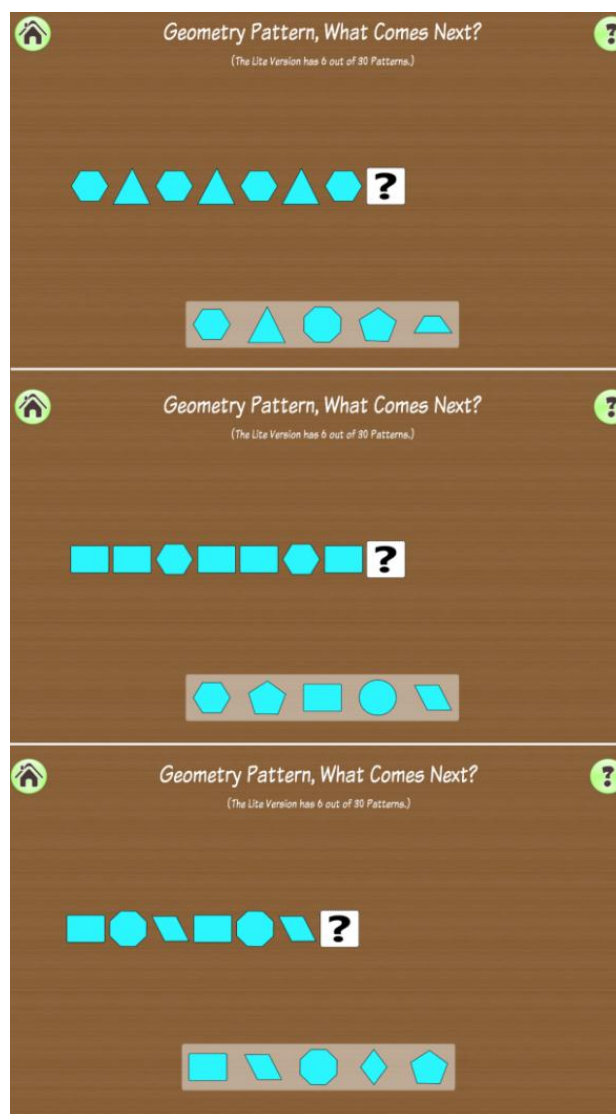 Geometry Pattern, What Comes Next?
?
(The Lite Version has 6 out of 30 Patterns.)
?
Geometry Pattern, What Comes Next?
?
(The Lite Version has 6 out of 30 Patterns.)
?
Geometry Pattern, What Comes Next?
?
(The Lite Version has 6 out of 30 Patterns.)
?